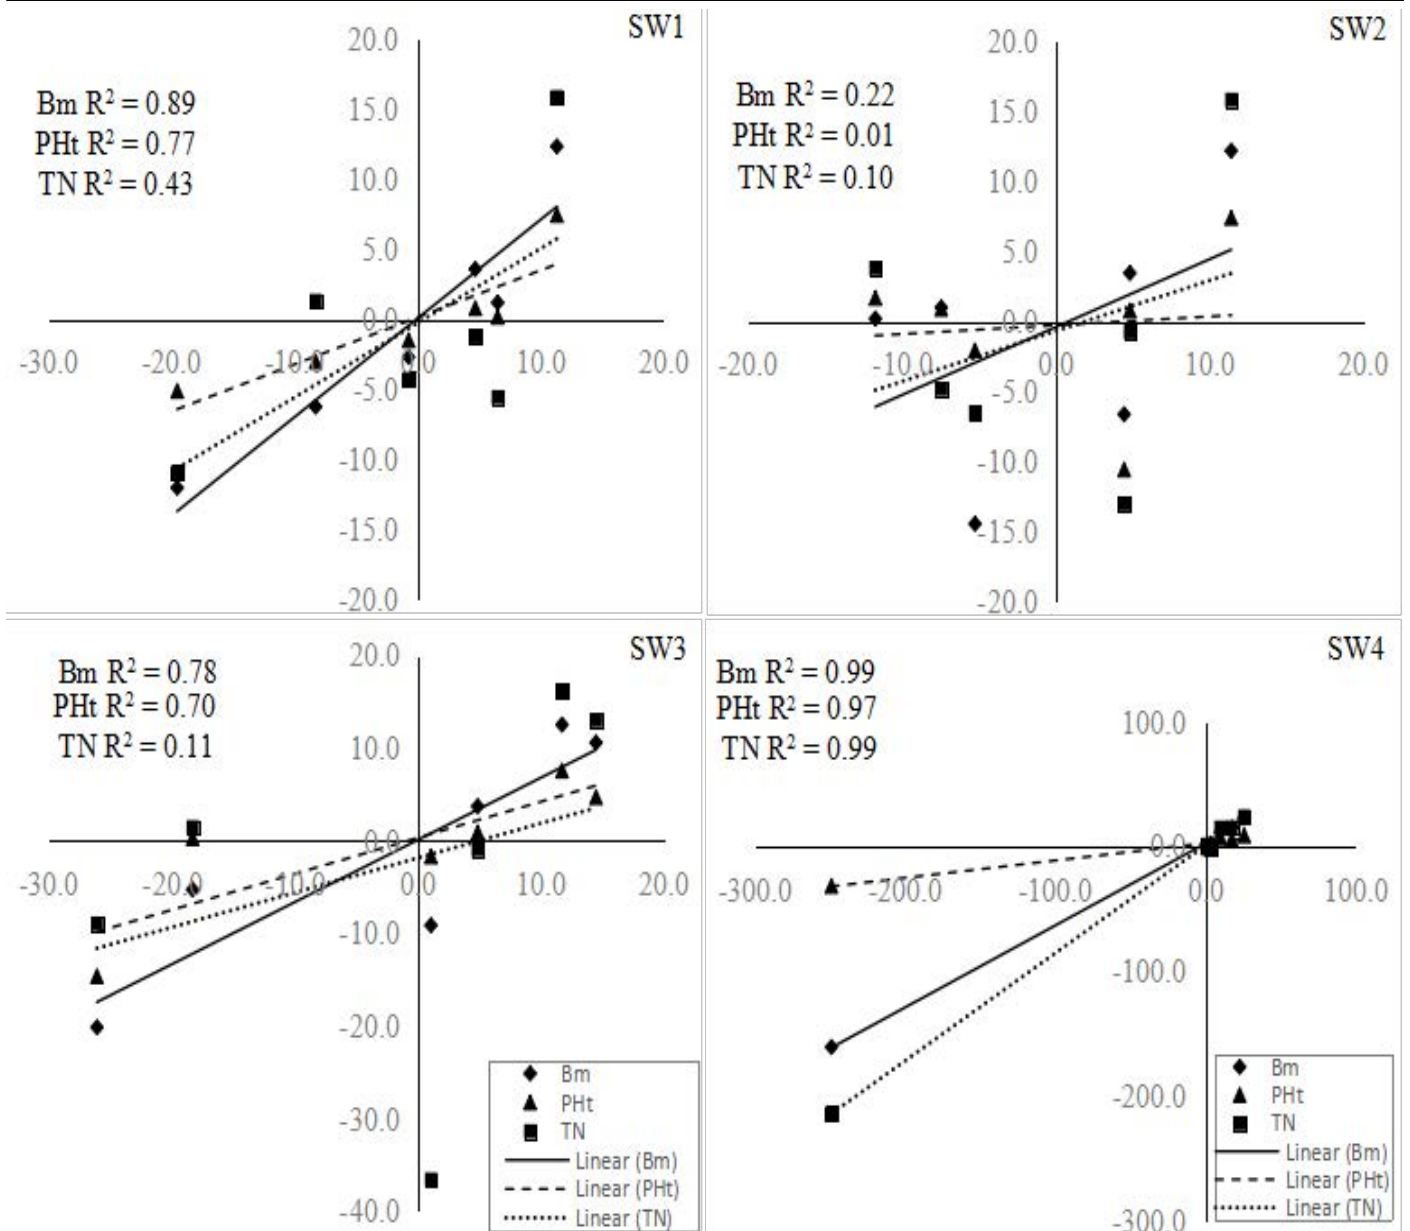 SW1
Bm R² = 0.89
PHt R² = 0.77
TN R² = 0.43
20.0
15.0
10.0
5.0
0.0
-5.0
-10.0
-15.0
-20.0
-30.0 -20.0 -10.0 0.0 10.0 20.0
SW2
Bm R² = 0.22
PHt R² = 0.01
TN R² = 0.10
20.0
15.0
10.0
5.0
0.0
-5.0
-10.0
-15.0
-20.0
-20.0 -10.0 0.0 10.0 20.0
SW3
Bm R² = 0.78
PHt R² = 0.70
TN R² = 0.11
20.0
10.0
0.0
-10.0
-20.0
-30.0
-40.0
-30.0 -20.0 -10.0 0.0 10.0 20.0
Bm
PHt
TN
Linear (Bm)
Linear (PHt)
Linear (TN)
SW4
Bm R² = 0.99
PHt R² = 0.97
TN R² = 0.99
100.0
0.0
-100.0
-200.0
-300.0
-300.0 -200.0 -100.0 0.0 100.0
Bm
PHt
TN
Linear (Bm)
Linear (PHt)
Linear (TN)